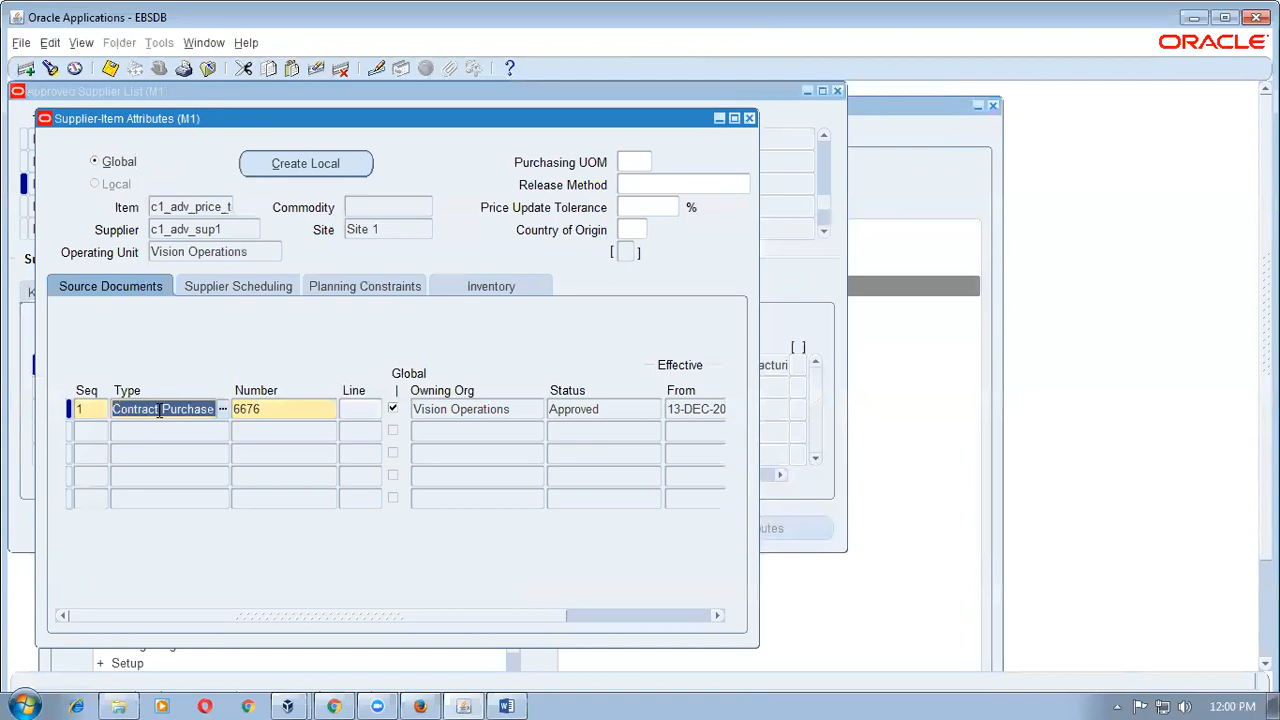 Oracle Applications - EBSDB
File Edit View Folder Tools Window Help
ORACLE
Approved Supplier List (M1)
Supplier-Item Attributes (M1)
Global
Create Local
Purchasing UOM
Local
Release Method
Item c1_adv_price_t
Commodity
Price Update Tolerance %
Supplier c1_adv_sup1
Site Site 1
Country of Origin
Operating Unit Vision Operations
[ ]
Source Documents Supplier Scheduling Planning Constraints Inventory
[ ]
Global
Effective
Seq Type Number Line | Owning Org Status From
1 Contract Purchase ... 6676 Vision Operations Approved 13-DEC-20
+ Setup
12:00 PM